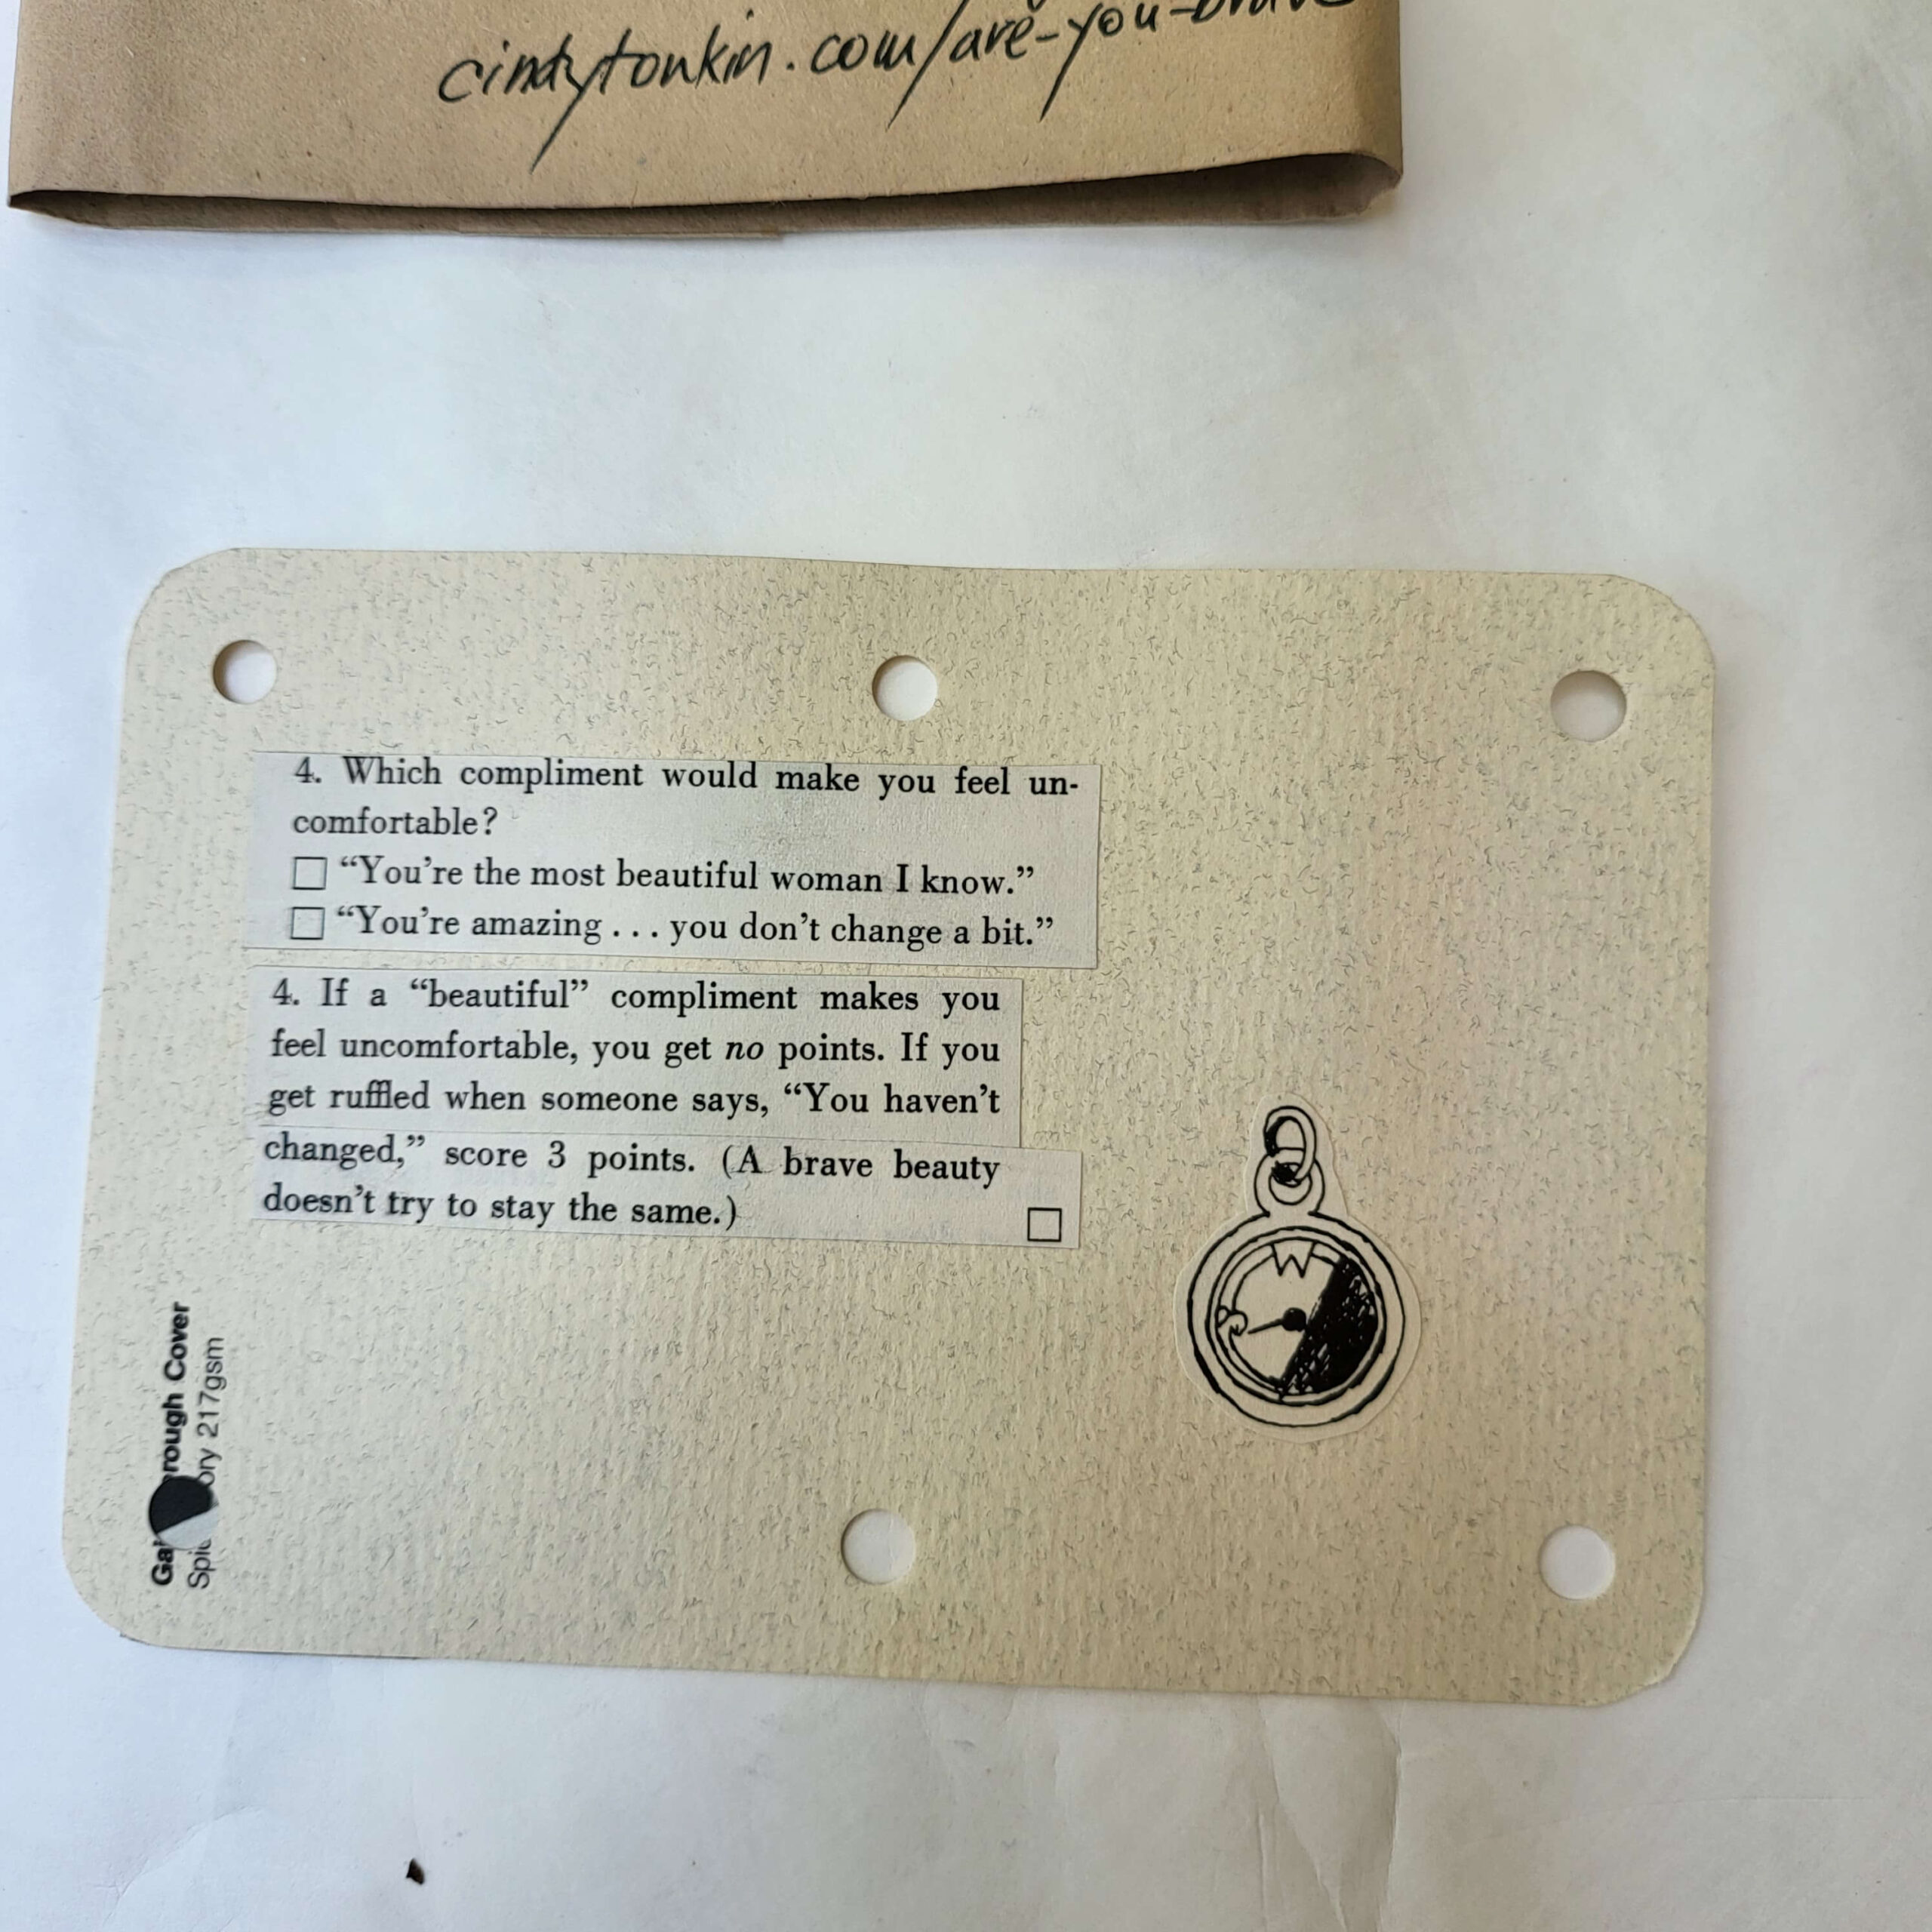 cindytonkin.com/are-you-brave
4. Which compliment would make you feel un-
comfortable?
☐ “You’re the most beautiful woman I know.”
☐ “You’re amazing . . . you don’t change a bit.”
4. If a “beautiful” compliment makes you
feel uncomfortable, you get no points. If you
get ruffled when someone says, “You haven’t
changed,” score 3 points. (A brave beauty
doesn’t try to stay the same.) ☐
rough Cover
217gsm